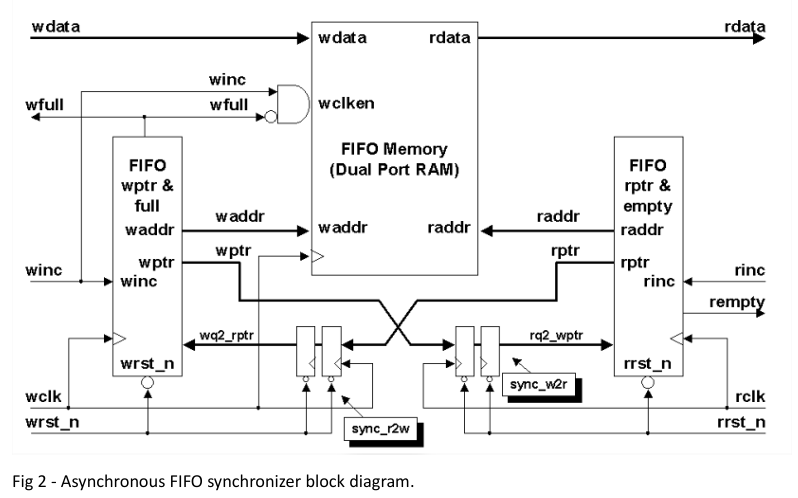 wdata
rdata
wdata
rdata
winc
wfull
wfull
wclken
FIFO Memory
(Dual Port RAM)
FIFO
wptr &
full
FIFO
rptr &
empty
waddr
waddr
waddr
raddr
raddr
raddr
wptr
wptr
rptr
rptr
winc
winc
rinc
rinc
rempty
wq2_rptr
rq2_wptr
wrst_n
rrst_n
sync_w2r
wclk
rclk
wrst_n
sync_r2w
rrst_n
Fig 2 - Asynchronous FIFO synchronizer block diagram.